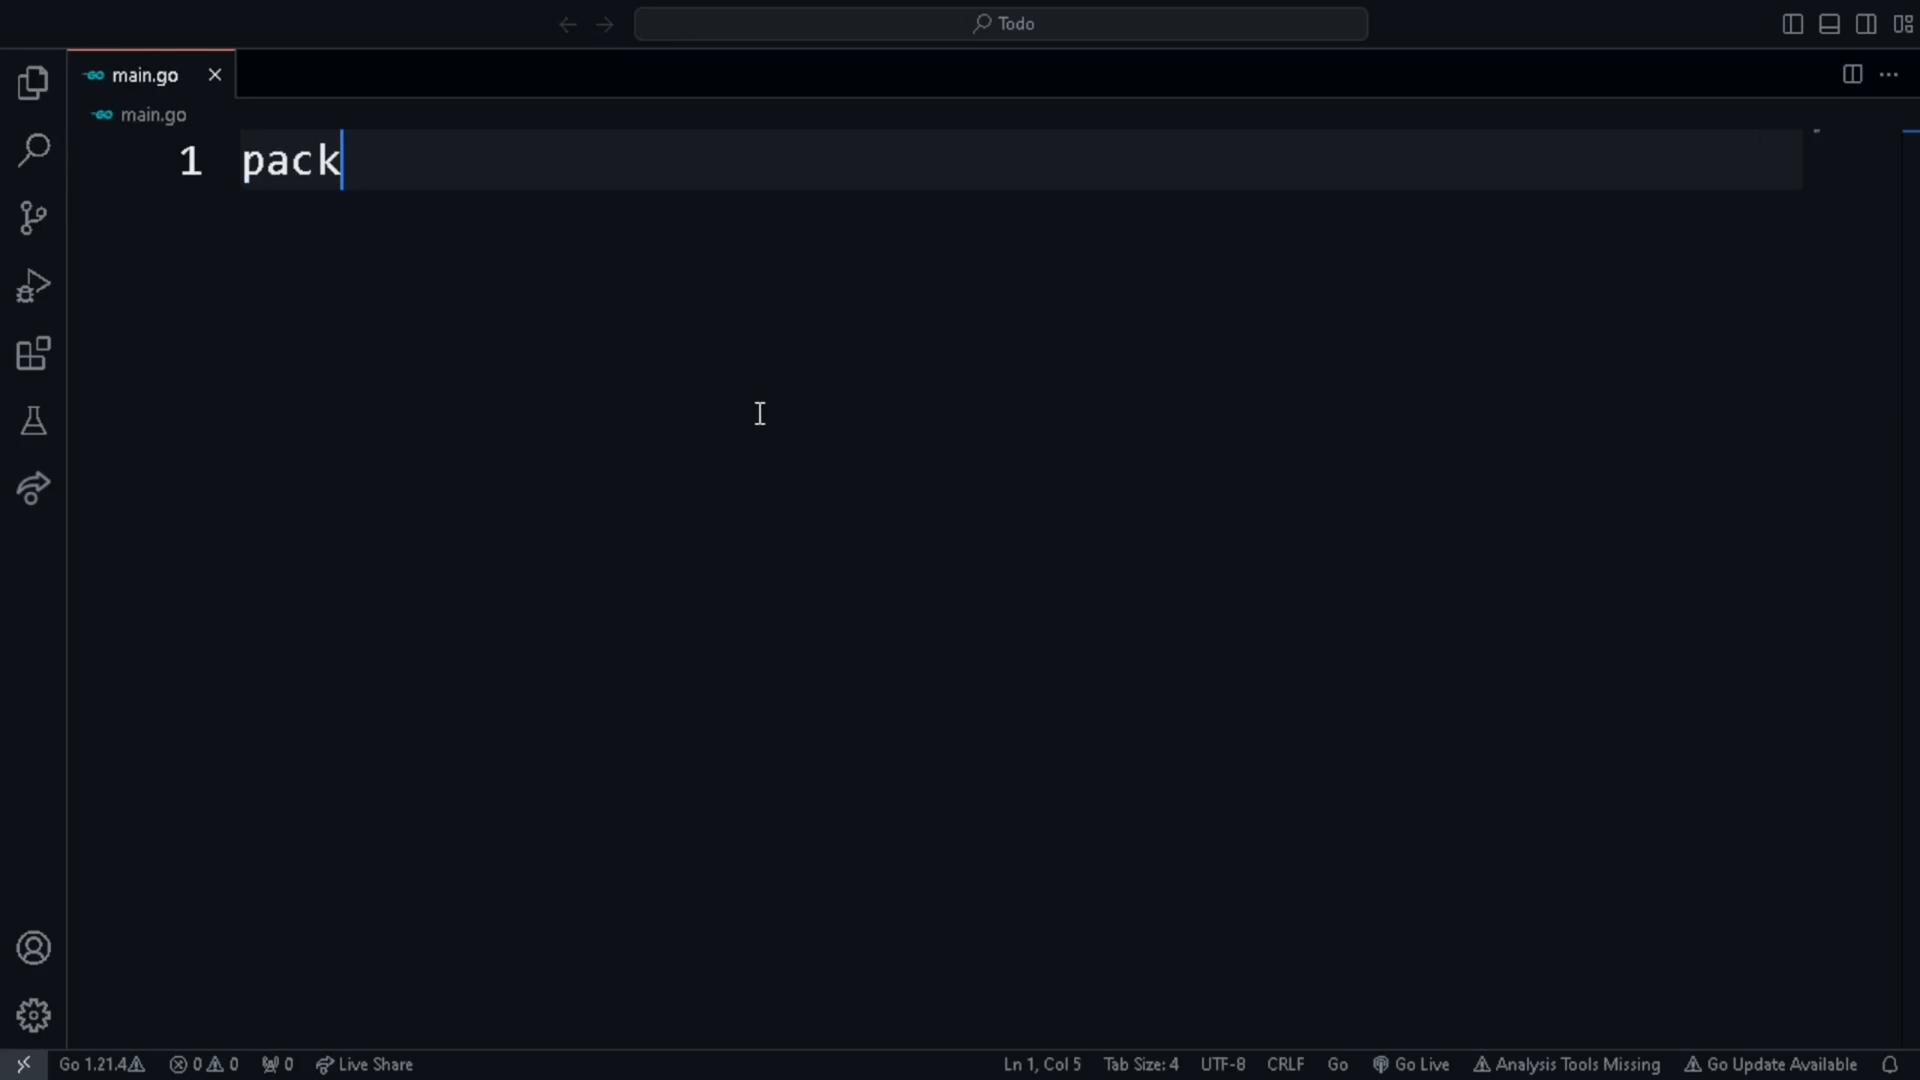 Todo
main.go
main.go
1 pack
Go 1.21.4 0 0 0 Live Share Ln 1, Col 5 Tab Size: 4 UTF-8 CRLF Go Go Live Analysis Tools Missing Go Update Available